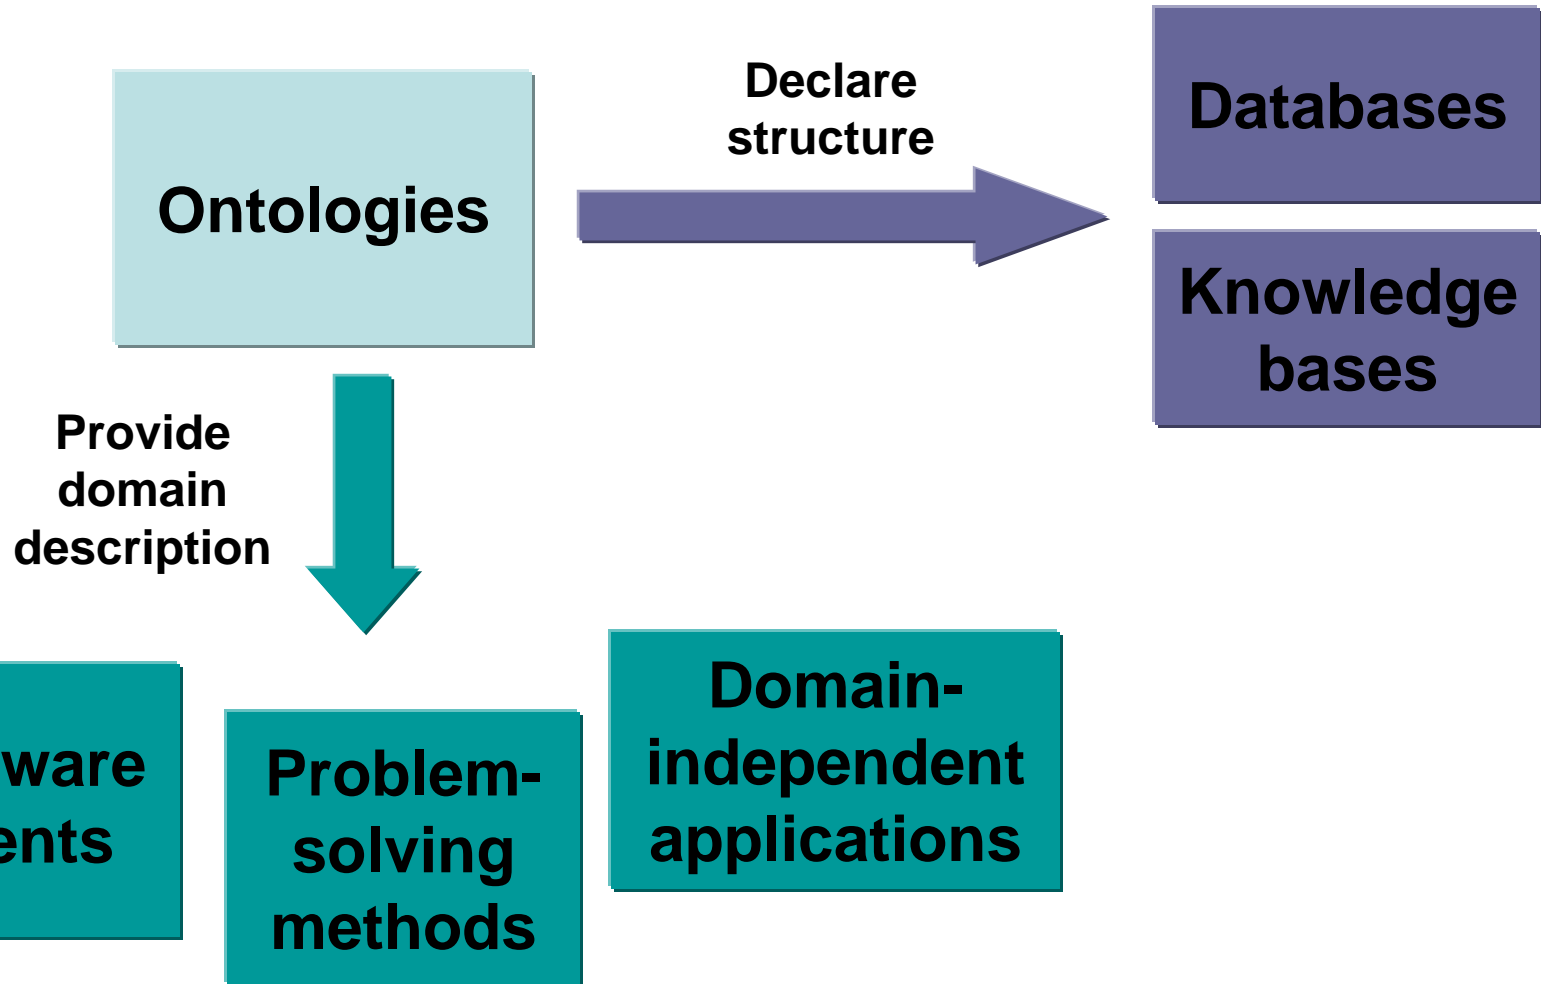 Declare
structure
Databases
Ontologies
Knowledge
bases
Provide
domain
description
ware
ents
Problem-
solving
methods
Domain-
independent
applications